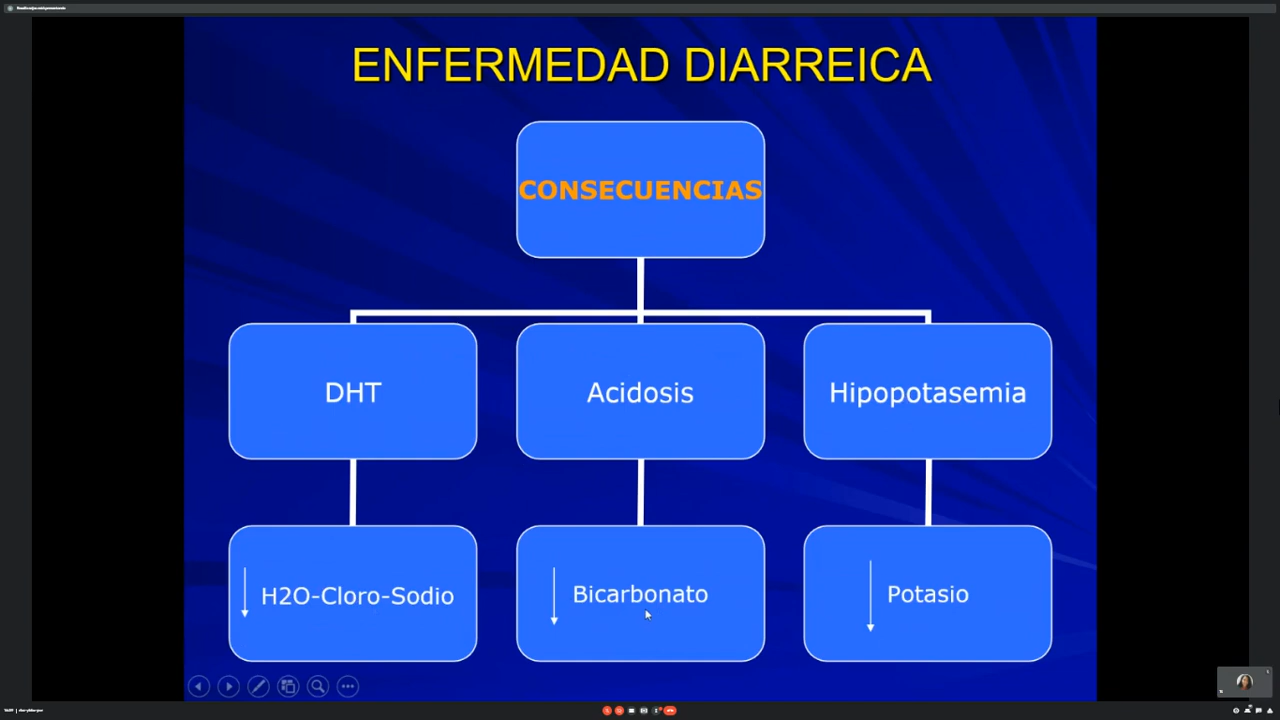 ENFERMEDAD DIARREICA
CONSECUENCIAS
DHT
Acidosis
Hipopotasemia
H2O-Cloro-Sodio
Bicarbonato
Potasio